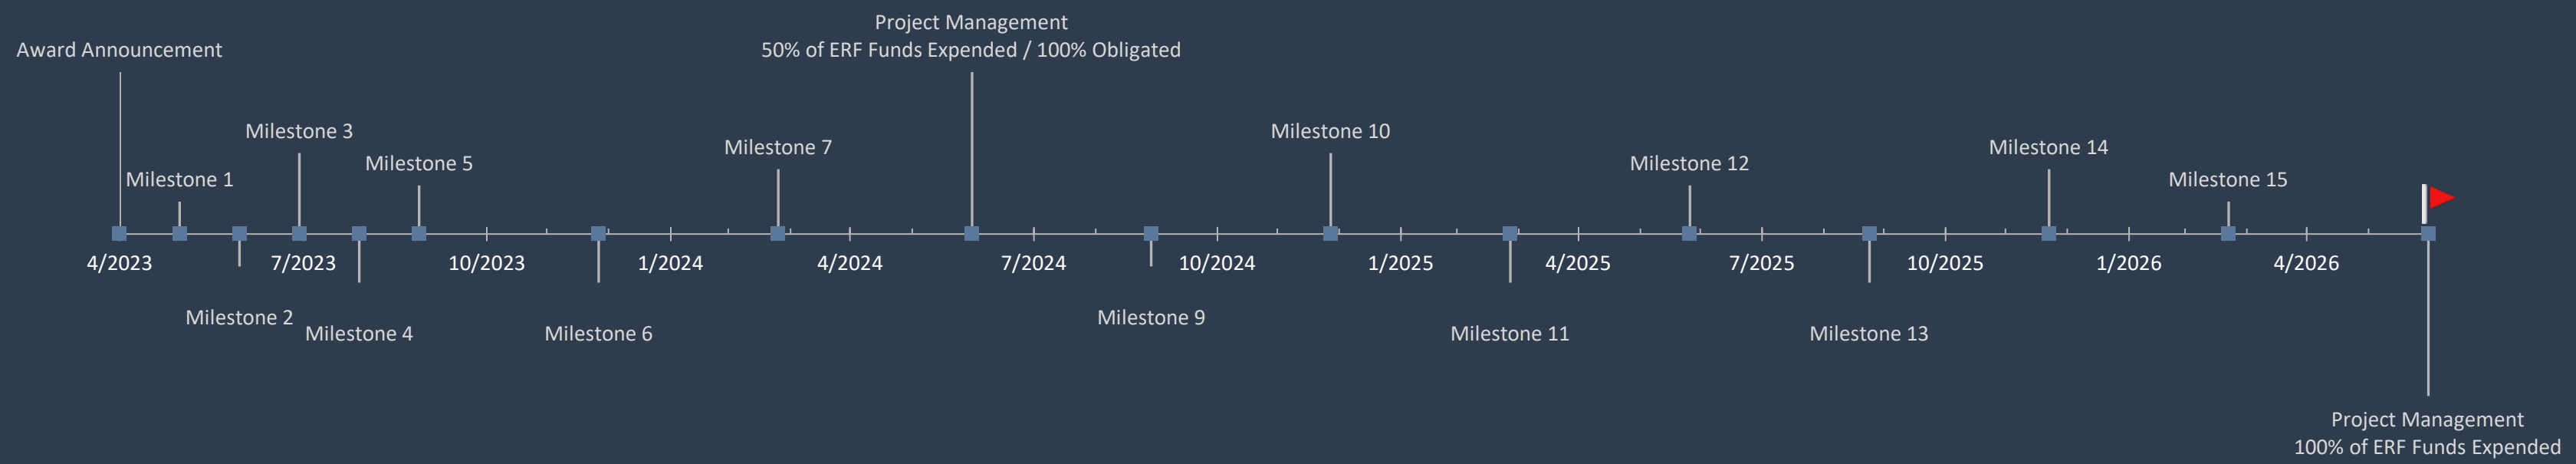 Project Management
Award Announcement
50% of ERF Funds Expended / 100% Obligated
Milestone 3
Milestone 10
Milestone 7
Milestone 14
Milestone 5
Milestone 12
Milestone 1
Milestone 15
4/2023
7/2023
10/2023
1/2024
4/2024
7/2024
10/2024
1/2025
4/2025
7/2025
10/2025
1/2026
4/2026
Milestone 2
Milestone 9
Milestone 4
Milestone 6
Milestone 11
Milestone 13
Project Management
100% of ERF Funds Expended